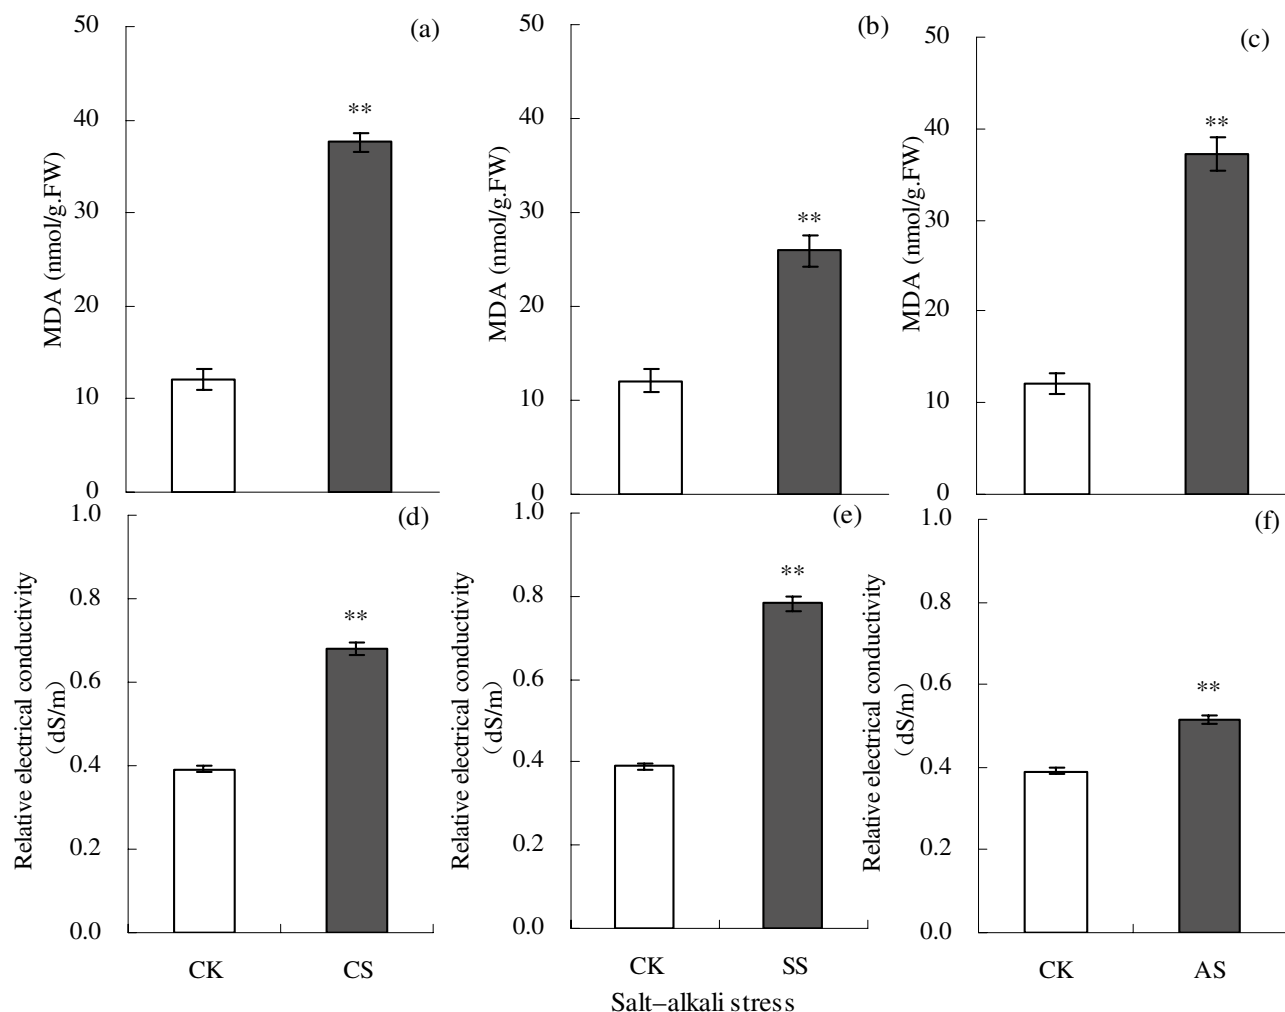 (a)
50
40
30
20
10
0
MDA (nmol/g.FW)
**
(b)
50
40
30
20
10
0
MDA (nmol/g.FW)
**
(c)
50
40
30
20
10
0
MDA (nmol/g.FW)
**
(d)
1.0
0.8
0.6
0.4
0.2
0.0
Relative electrical conductivity
(dS/m)
**
CK CS
(e)
1.0
0.8
0.6
0.4
0.2
0.0
Relative electrical conductivity
(dS/m)
**
CK SS
(f)
1.0
0.8
0.6
0.4
0.2
0.0
Relative electrical conductivity
(dS/m)
**
CK AS
Salt–alkali stress